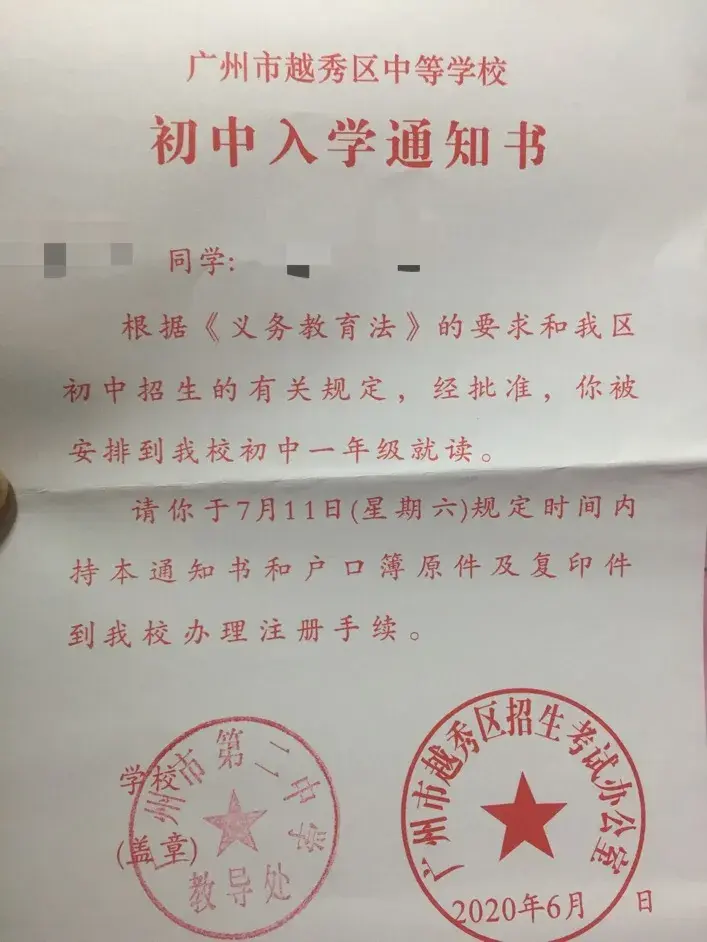 广州市越秀区中等学校
初中入学通知书
同学:
根据《义务教育法》的要求和我区
初中招生的有关规定，经批准，你被
安排到我校初中一年级就读。
请你于7月11日(星期六)规定时间内
持本通知书和户口簿原件及复印件
到我校办理注册手续。
学校
(盖章)
广州市第二中学
教导处
广州市越秀区招生考试办公室
2020年6月 日